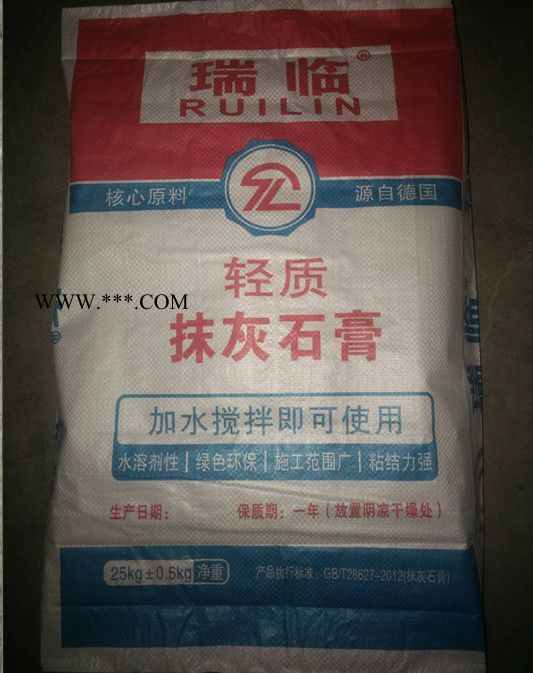 瑞临®
RUILIN
核心原料 源自德国
轻质
WWW.***.COM
抹灰石膏
加水搅拌即可使用
水溶剂性 | 绿色环保 | 施工范围广 | 粘结力强
生产日期： 保质期：一年（放置阴凉干燥处）
25kg±0.5kg 净重 产品执行标准：GB/T28627-2012(抹灰石膏)